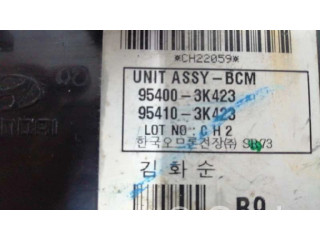 *CH22059*
UNIT ASSY-BCM
95400-3K423
95410-3K423
LOT NO: CH2
한국오므론전장㈜
김화순